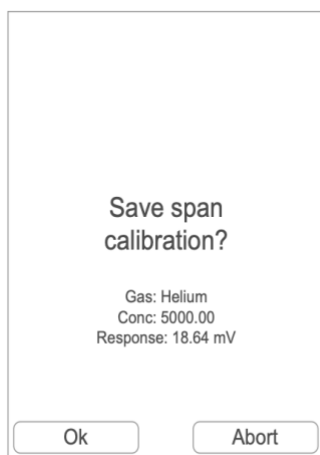 Save span
calibration?
Gas: Helium
Conc: 5000.00
Response: 18.64 mV
Ok
Abort